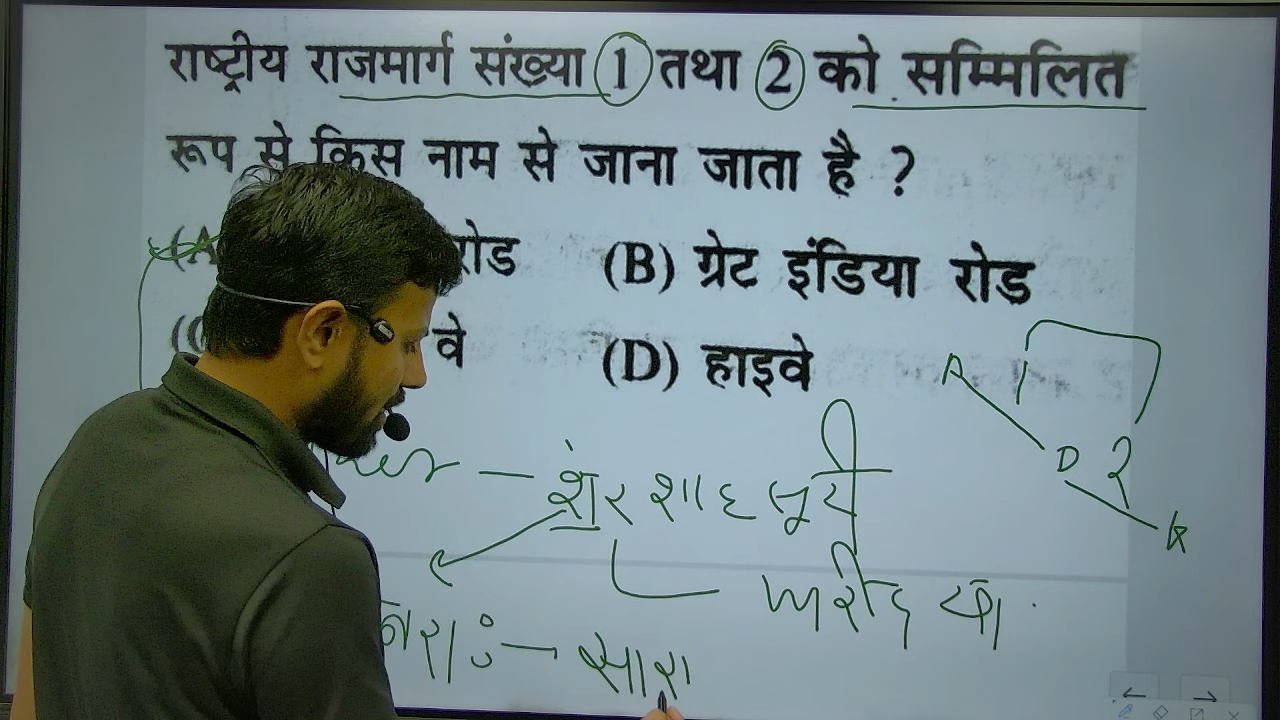 राष्ट्रीय राजमार्ग संख्या 1 तथा 2 को सम्मिलित
रूप से किस नाम से जाना जाता है ?
(A रोड (B) ग्रेट इंडिया रोड
वे (D) हाइवे
A 1
D 2
शेरशाह सूरी
फरीद खां
सासा